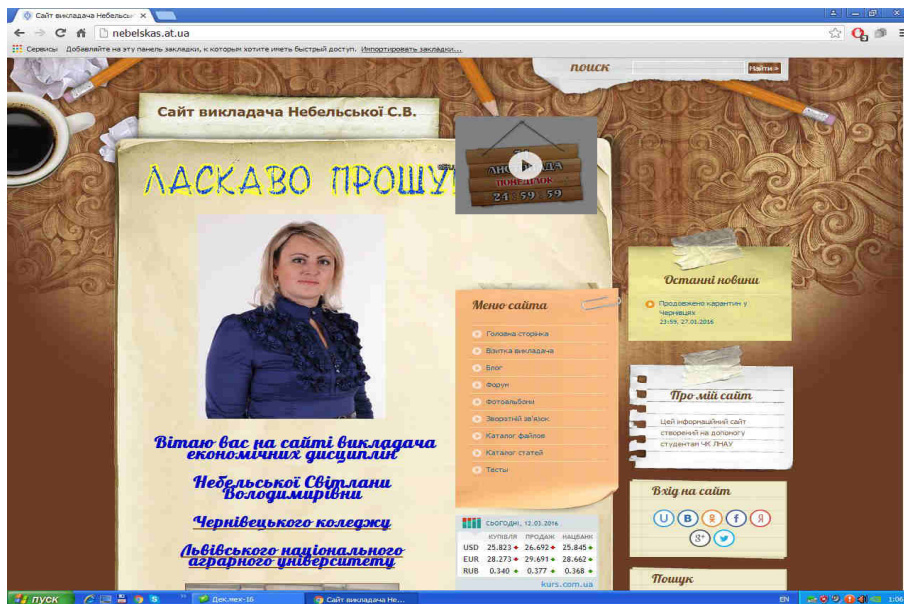 Сайт викладача Небельсь
nebelskas.at.ua
Сервисы Добавляйте на эту панель закладки, к которым хотите иметь быстрый доступ. Импортировать закладки...
поиск
Найти »
Сайт викладача Небельської С.В.
ЛАСКАВО ПРОШУ
ПОНЕДІЛОК
24 : 59 : 59
Вітаю вас на сайті викладача
економічних дисциплін
Небельської Світлани
Володимирівни
Чернівецького коледжу
Львівського національного
аграрного університету
Меню сайта
Головна сторінка
Візитка викладача
Блог
Форум
Фотоальбоми
Зворотній зв'язок
Каталог файлов
Каталог статей
Тесты
СЬОГОДНІ, 12.03.2016
КУПІВЛЯ ПРОДАЖ НАЦБАНК
USD 25.823 26.692 25.845
EUR 28.273 29.691 28.662
RUB 0.340 0.377 0.368
kurs.com.ua
Останні новини
Продовжено карантин у
Чернівцях
23:59, 27.01.2016
Про мій сайт
Цей інформаційний сайт
створений на допомогу
студентам ЧК ЛНАУ
Вхід на сайт
Пошук
пуск
Дек.мех-16
Сайт викладача Не...
EN
1:06